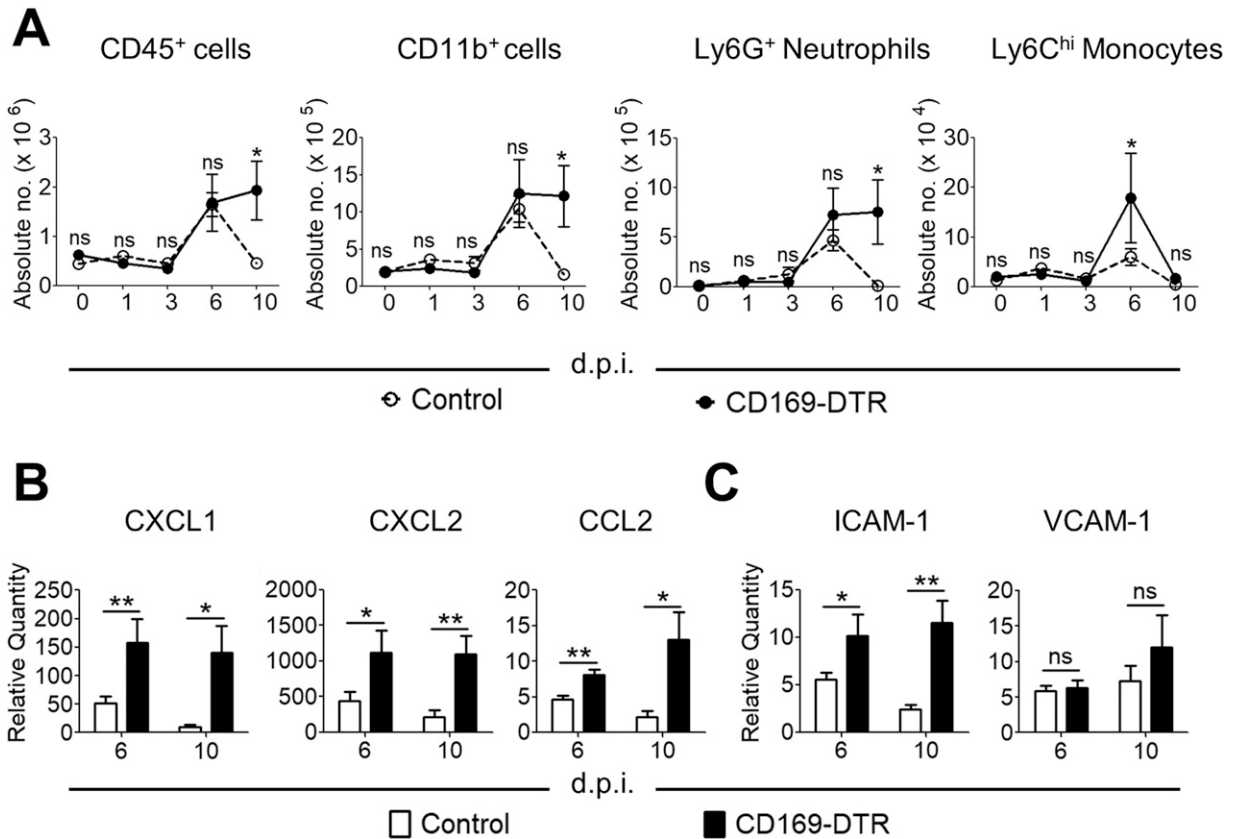 A
CD45⁺ cells
CD11b⁺ cells
Ly6G⁺ Neutrophils
Ly6Cʰⁱ Monocytes
Absolute no. (x 10⁶)
3
2
1
0
ns
ns
ns
ns
*
0 1 3 6 10
Absolute no. (x 10⁵)
20
15
10
5
0
ns
ns
ns
ns
*
0 1 3 6 10
Absolute no. (x 10⁵)
15
10
5
0
ns
ns
ns
ns
*
0 1 3 6 10
Absolute no. (x 10⁴)
30
20
10
0
ns
ns
ns
*
ns
0 1 3 6 10
d.p.i.
Control
CD169-DTR
B
CXCL1
CXCL2
CCL2
Relative Quantity
250
200
150
100
50
0
**
*
6 10
2000
1500
1000
500
0
*
**
6 10
20
15
10
5
0
**
*
6 10
C
ICAM-1
VCAM-1
Relative Quantity
15
10
5
0
*
**
6 10
20
15
10
5
0
ns
ns
6 10
d.p.i.
Control
CD169-DTR